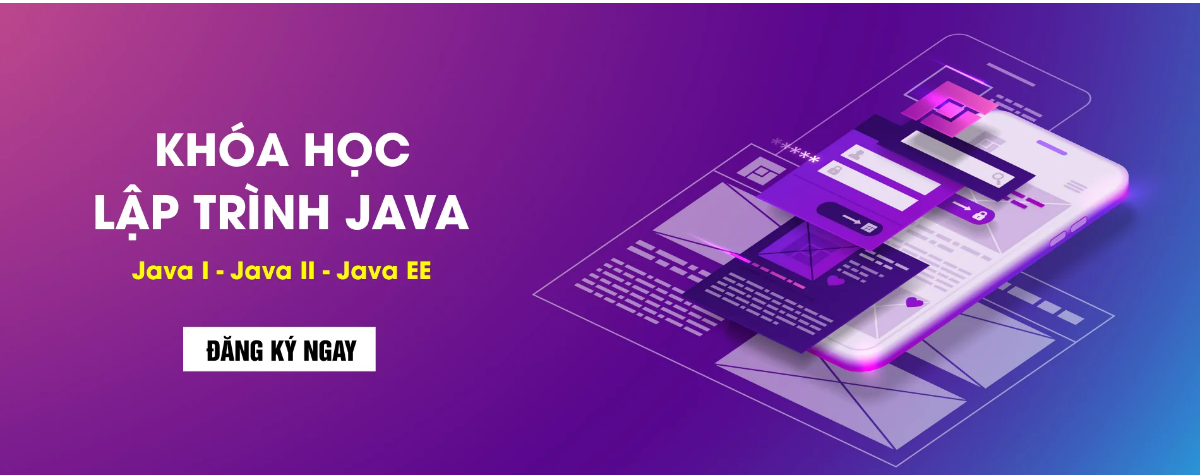 KHÓA HỌC
LẬP TRÌNH JAVA
Java I - Java II - Java EE
ĐĂNG KÝ NGAY
*****